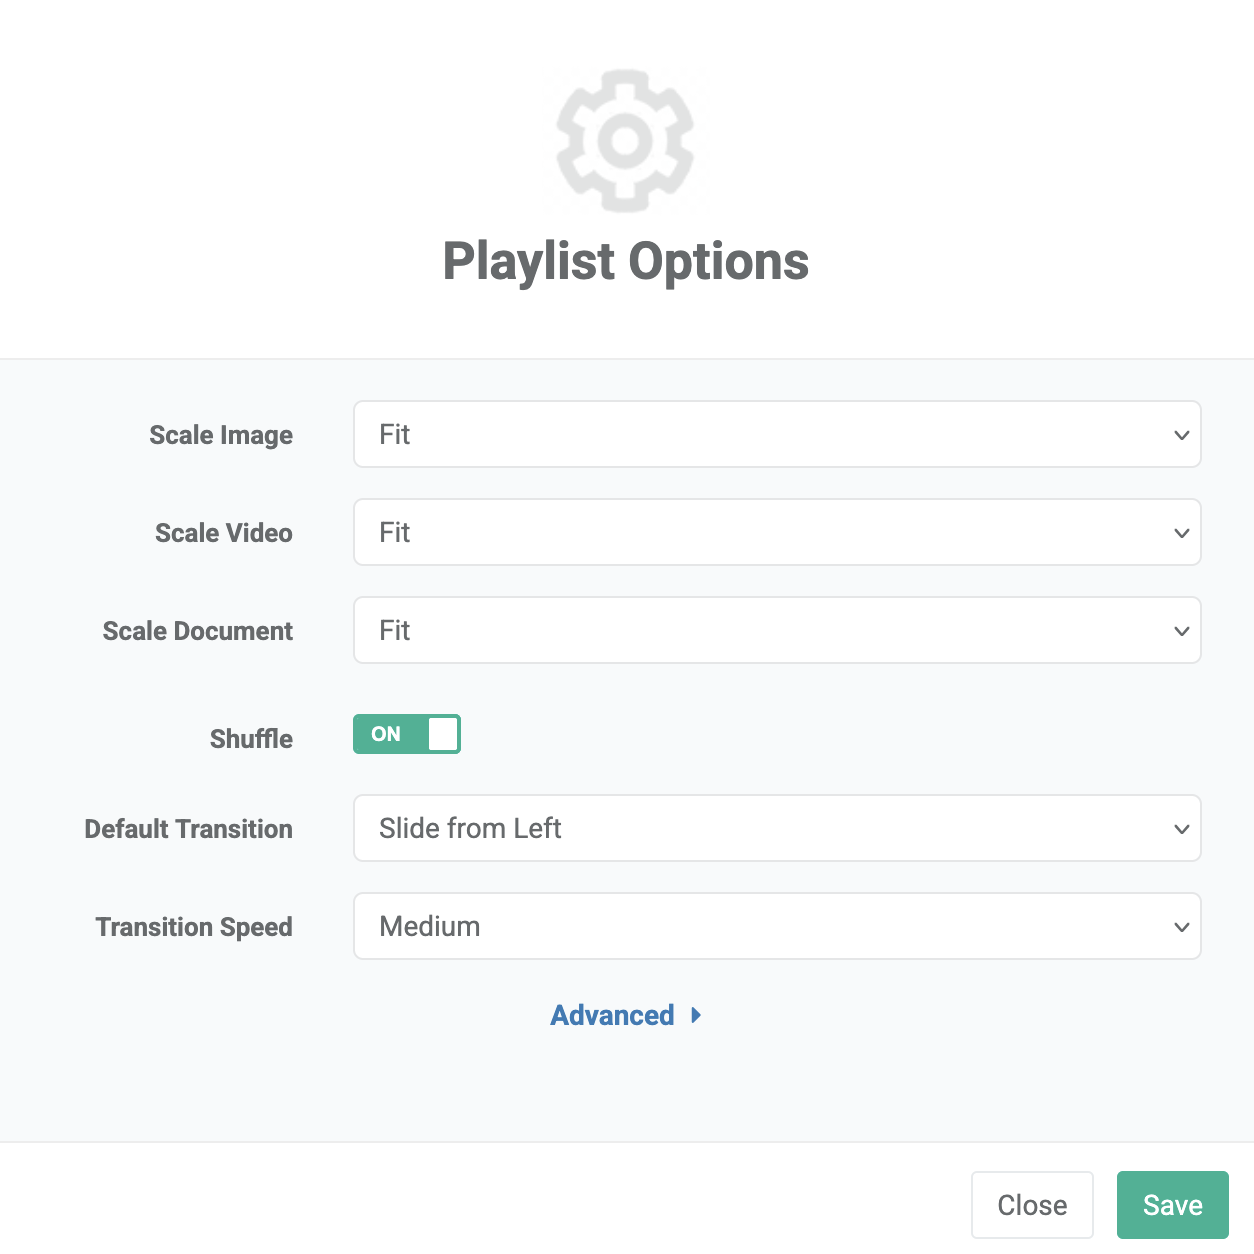 Playlist Options
Scale Image Fit
Scale Video Fit
Scale Document Fit
Shuffle ON
Default Transition Slide from Left
Transition Speed Medium
Advanced
Close Save